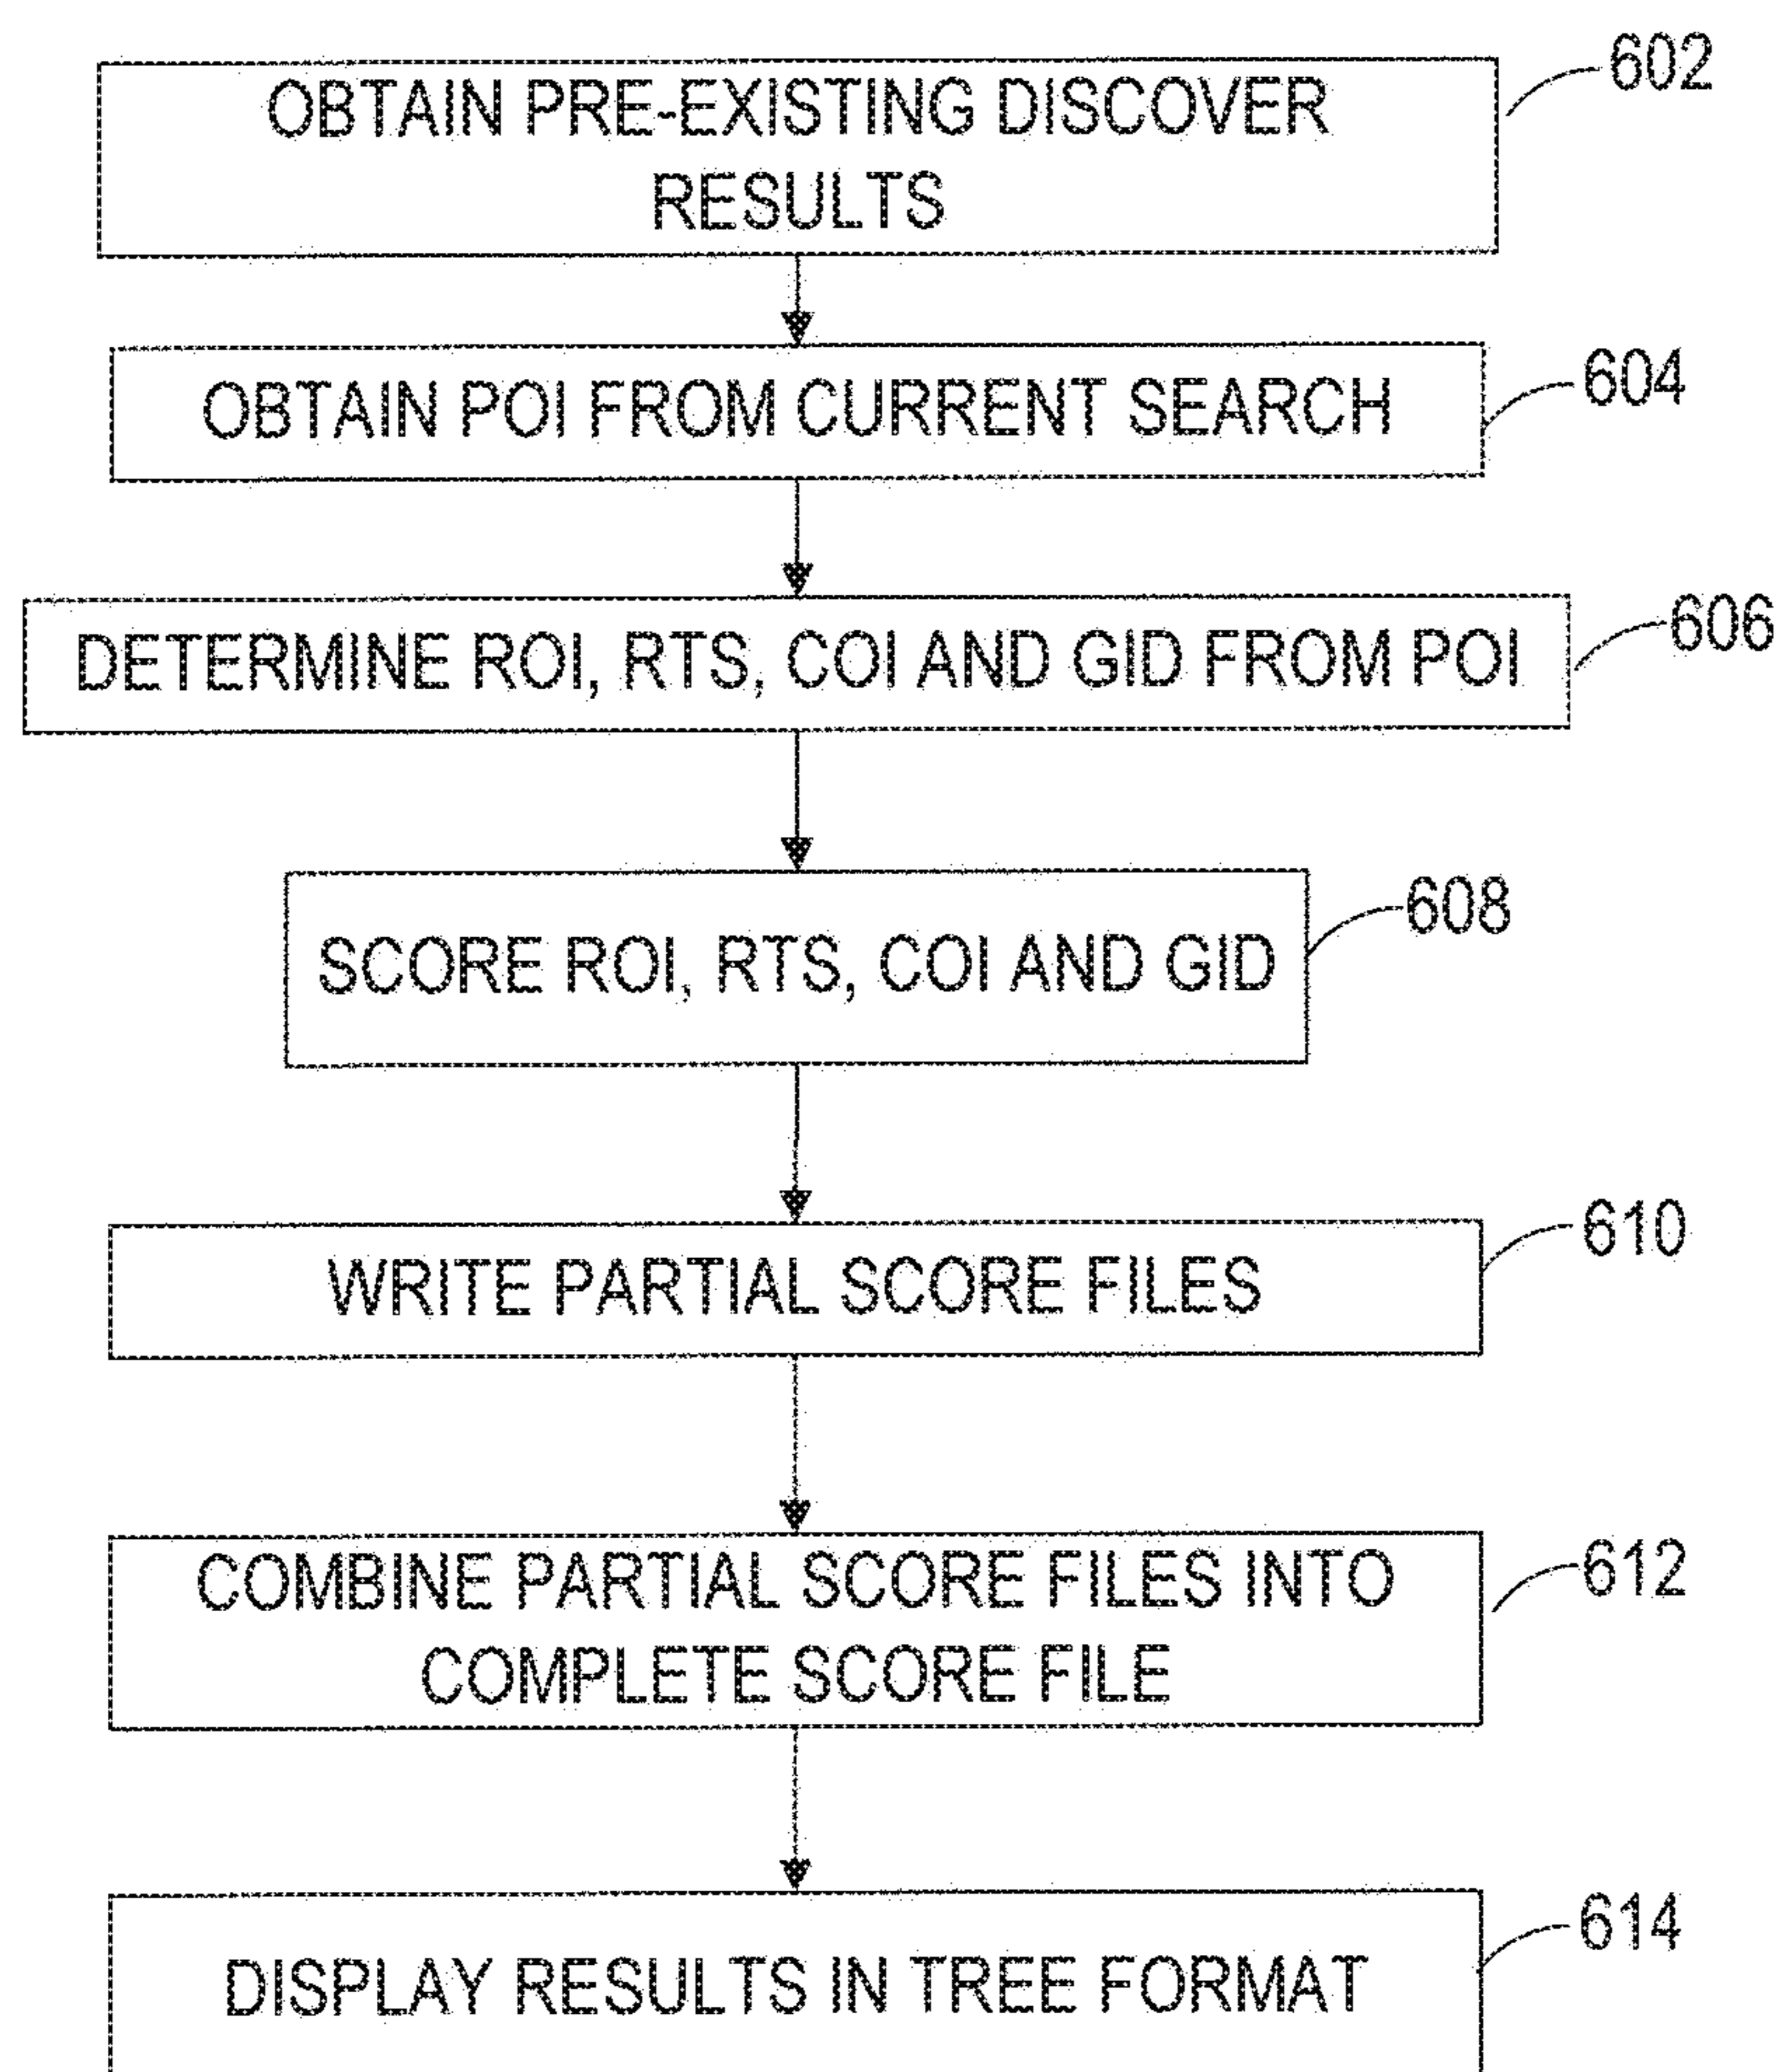 602
OBTAIN PRE-EXISTING DISCOVER
RESULTS
604
OBTAIN POI FROM CURRENT SEARCH
606
DETERMINE ROI, RTS, COI AND GID FROM POI
608
SCORE ROI, RTS, COI AND GID
610
WRITE PARTIAL SCORE FILES
612
COMBINE PARTIAL SCORE FILES INTO
COMPLETE SCORE FILE
614
DISPLAY RESULTS IN TREE FORMAT